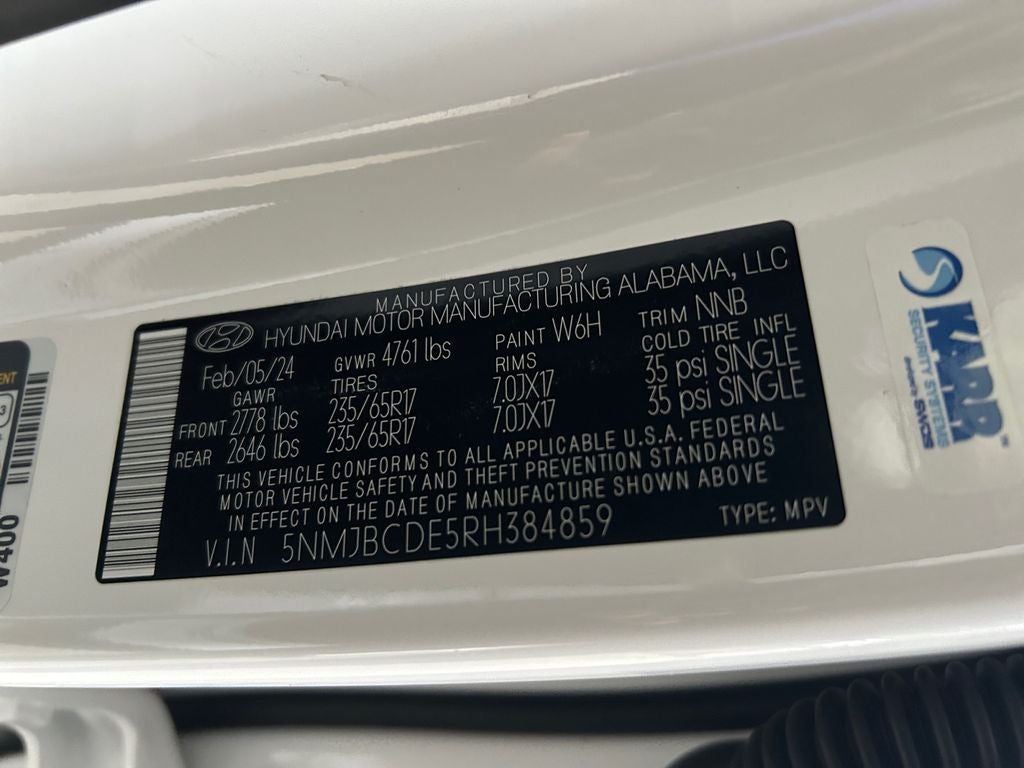 MANUFACTURED BY
HYUNDAI MOTOR MANUFACTURING ALABAMA, LLC
Feb/05/24 GVWR 4761 lbs PAINT W6H TRIM NNB
GAWR TIRES RIMS COLD TIRE INFL
FRONT 2778 lbs 235/65R17 7.0JX17 35 psi SINGLE
REAR 2646 lbs 235/65R17 7.0JX17 35 psi SINGLE
THIS VEHICLE CONFORMS TO ALL APPLICABLE U.S.A. FEDERAL
MOTOR VEHICLE SAFETY AND THEFT PREVENTION STANDARDS
IN EFFECT ON THE DATE OF MANUFACTURE SHOWN ABOVE
V.I.N 5NMJBCDE5RH384859 TYPE: MPV
KARR
SECURITY SYSTEMS
W400
ENT
3